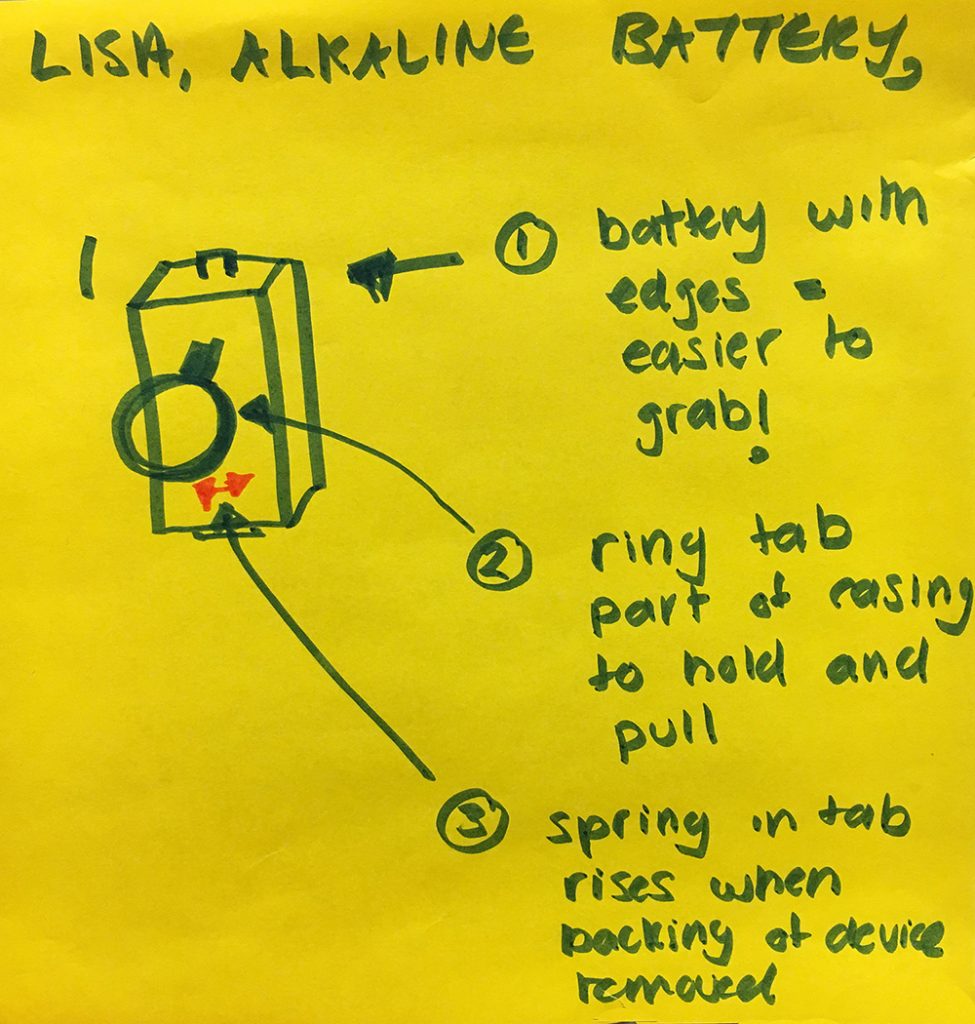 LISA, ALKALINE BATTERY,
1 battery with
edges =
easier to
grab!
2 ring tab
part of casing
to hold and
pull
3 spring in tab
rises when
backing of device
removed